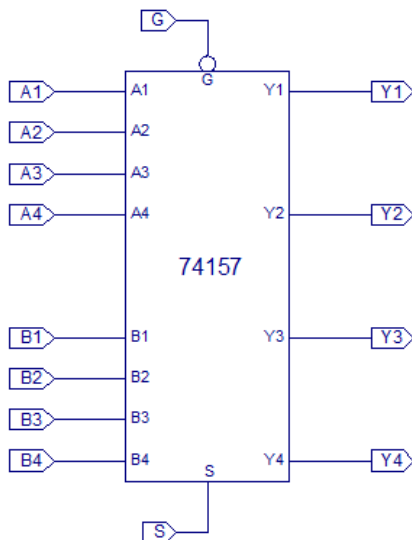 G
G
A1 A1 Y1 Y1
A2 A2
A3 A3
A4 A4 Y2 Y2
74157
B1 B1 Y3 Y3
B2 B2
B3 B3
B4 B4 Y4 Y4
S
S